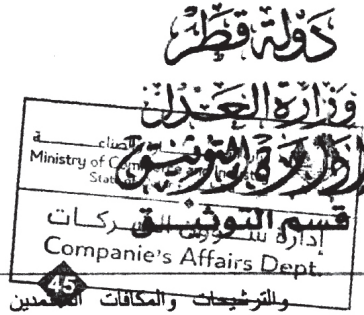 دولة قطر
وزارة العدل
إدارة التوثيق
Ministry of
قسم التوثيق
إدارة شؤون الشركات
Companie's Affairs Dept.
45
والترشيحات والمكافآت